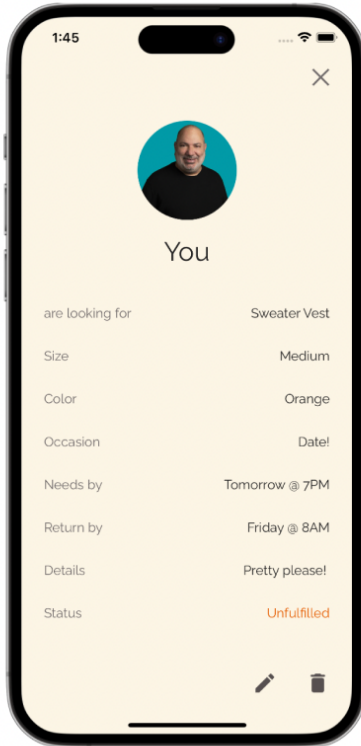 1:45
You
are looking for Sweater Vest
Size Medium
Color Orange
Occasion Date!
Needs by Tomorrow @ 7PM
Return by Friday @ 8AM
Details Pretty please!
Status Unfulfilled